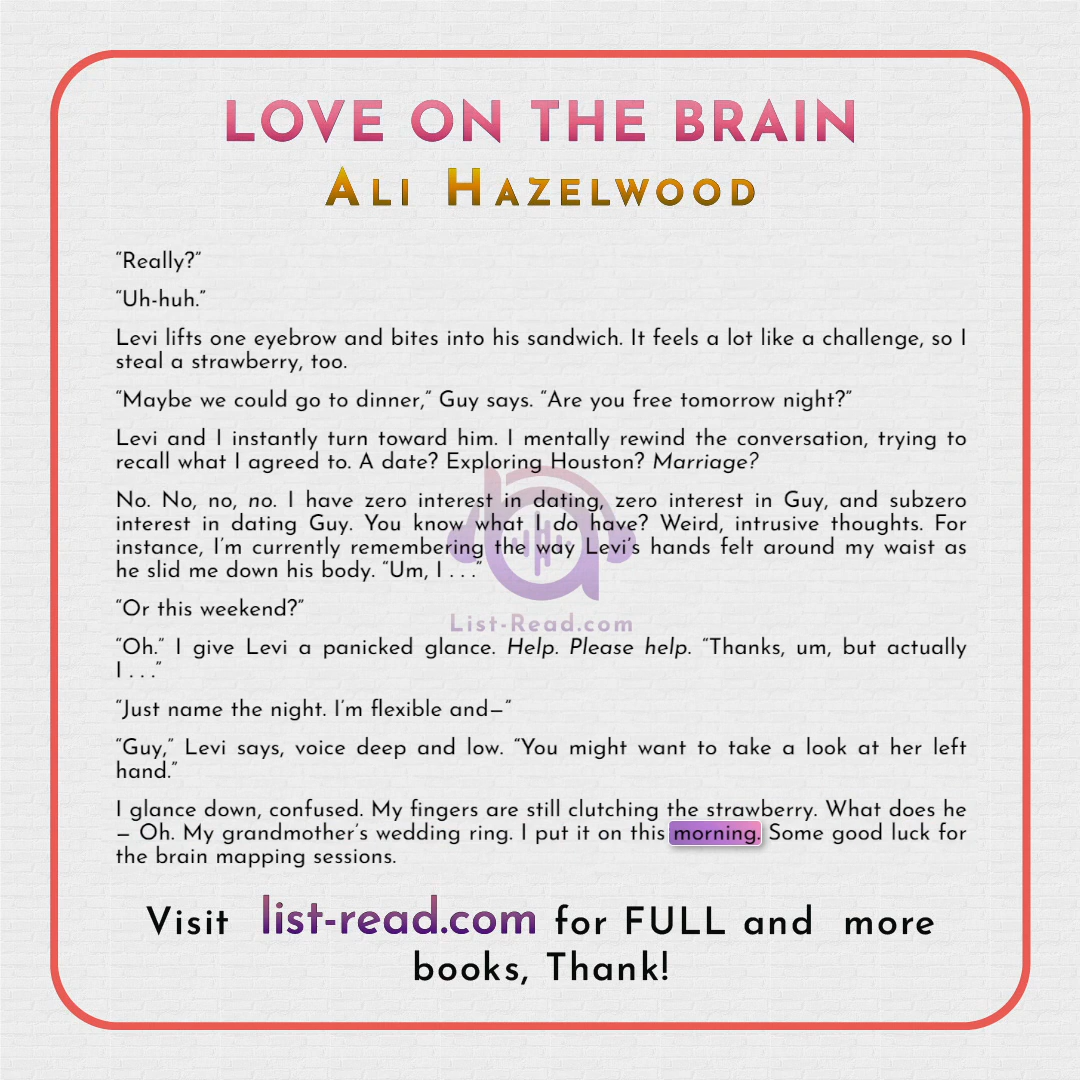 LOVE ON THE BRAIN
ALI HAZELWOOD
“Really?”
“Uh-huh.”
Levi lifts one eyebrow and bites into his sandwich. It feels a lot like a challenge, so I
steal a strawberry, too.
“Maybe we could go to dinner,” Guy says. “Are you free tomorrow night?”
Levi and I instantly turn toward him. I mentally rewind the conversation, trying to
recall what I agreed to. A date? Exploring Houston? Marriage?
No. No, no, no. I have zero interest in dating, zero interest in Guy, and subzero
interest in dating Guy. You know what I do have? Weird, intrusive thoughts. For
instance, I’m currently remembering the way Levi’s hands felt around my waist as
he slid me down his body. “Um, I . . .”
“Or this weekend?”
List-Read.com
“Oh.” I give Levi a panicked glance. Help. Please help. “Thanks, um, but actually
I . . .”
“Just name the night. I’m flexible and—”
“Guy,” Levi says, voice deep and low. “You might want to take a look at her left
hand.”
I glance down, confused. My fingers are still clutching the strawberry. What does he
— Oh. My grandmother’s wedding ring. I put it on this morning. Some good luck for
the brain mapping sessions.
Visit list-read.com for FULL and more
books, Thank!